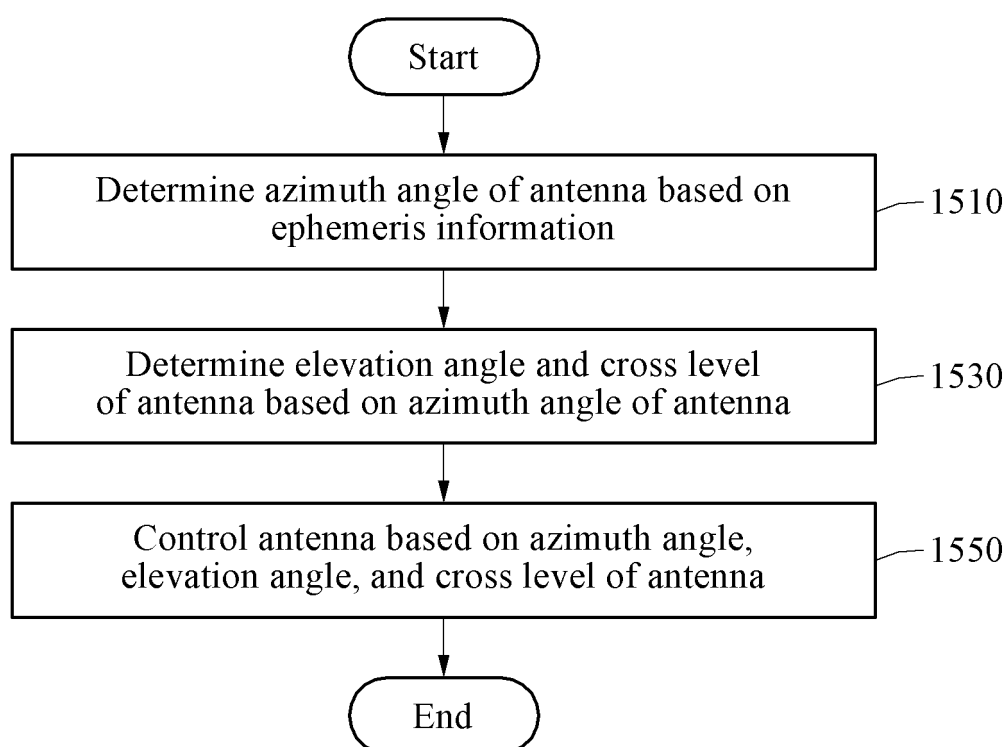 Start
Determine azimuth angle of antenna based on
ephemeris information
1510
Determine elevation angle and cross level
of antenna based on azimuth angle of antenna
1530
Control antenna based on azimuth angle,
elevation angle, and cross level of antenna
1550
End